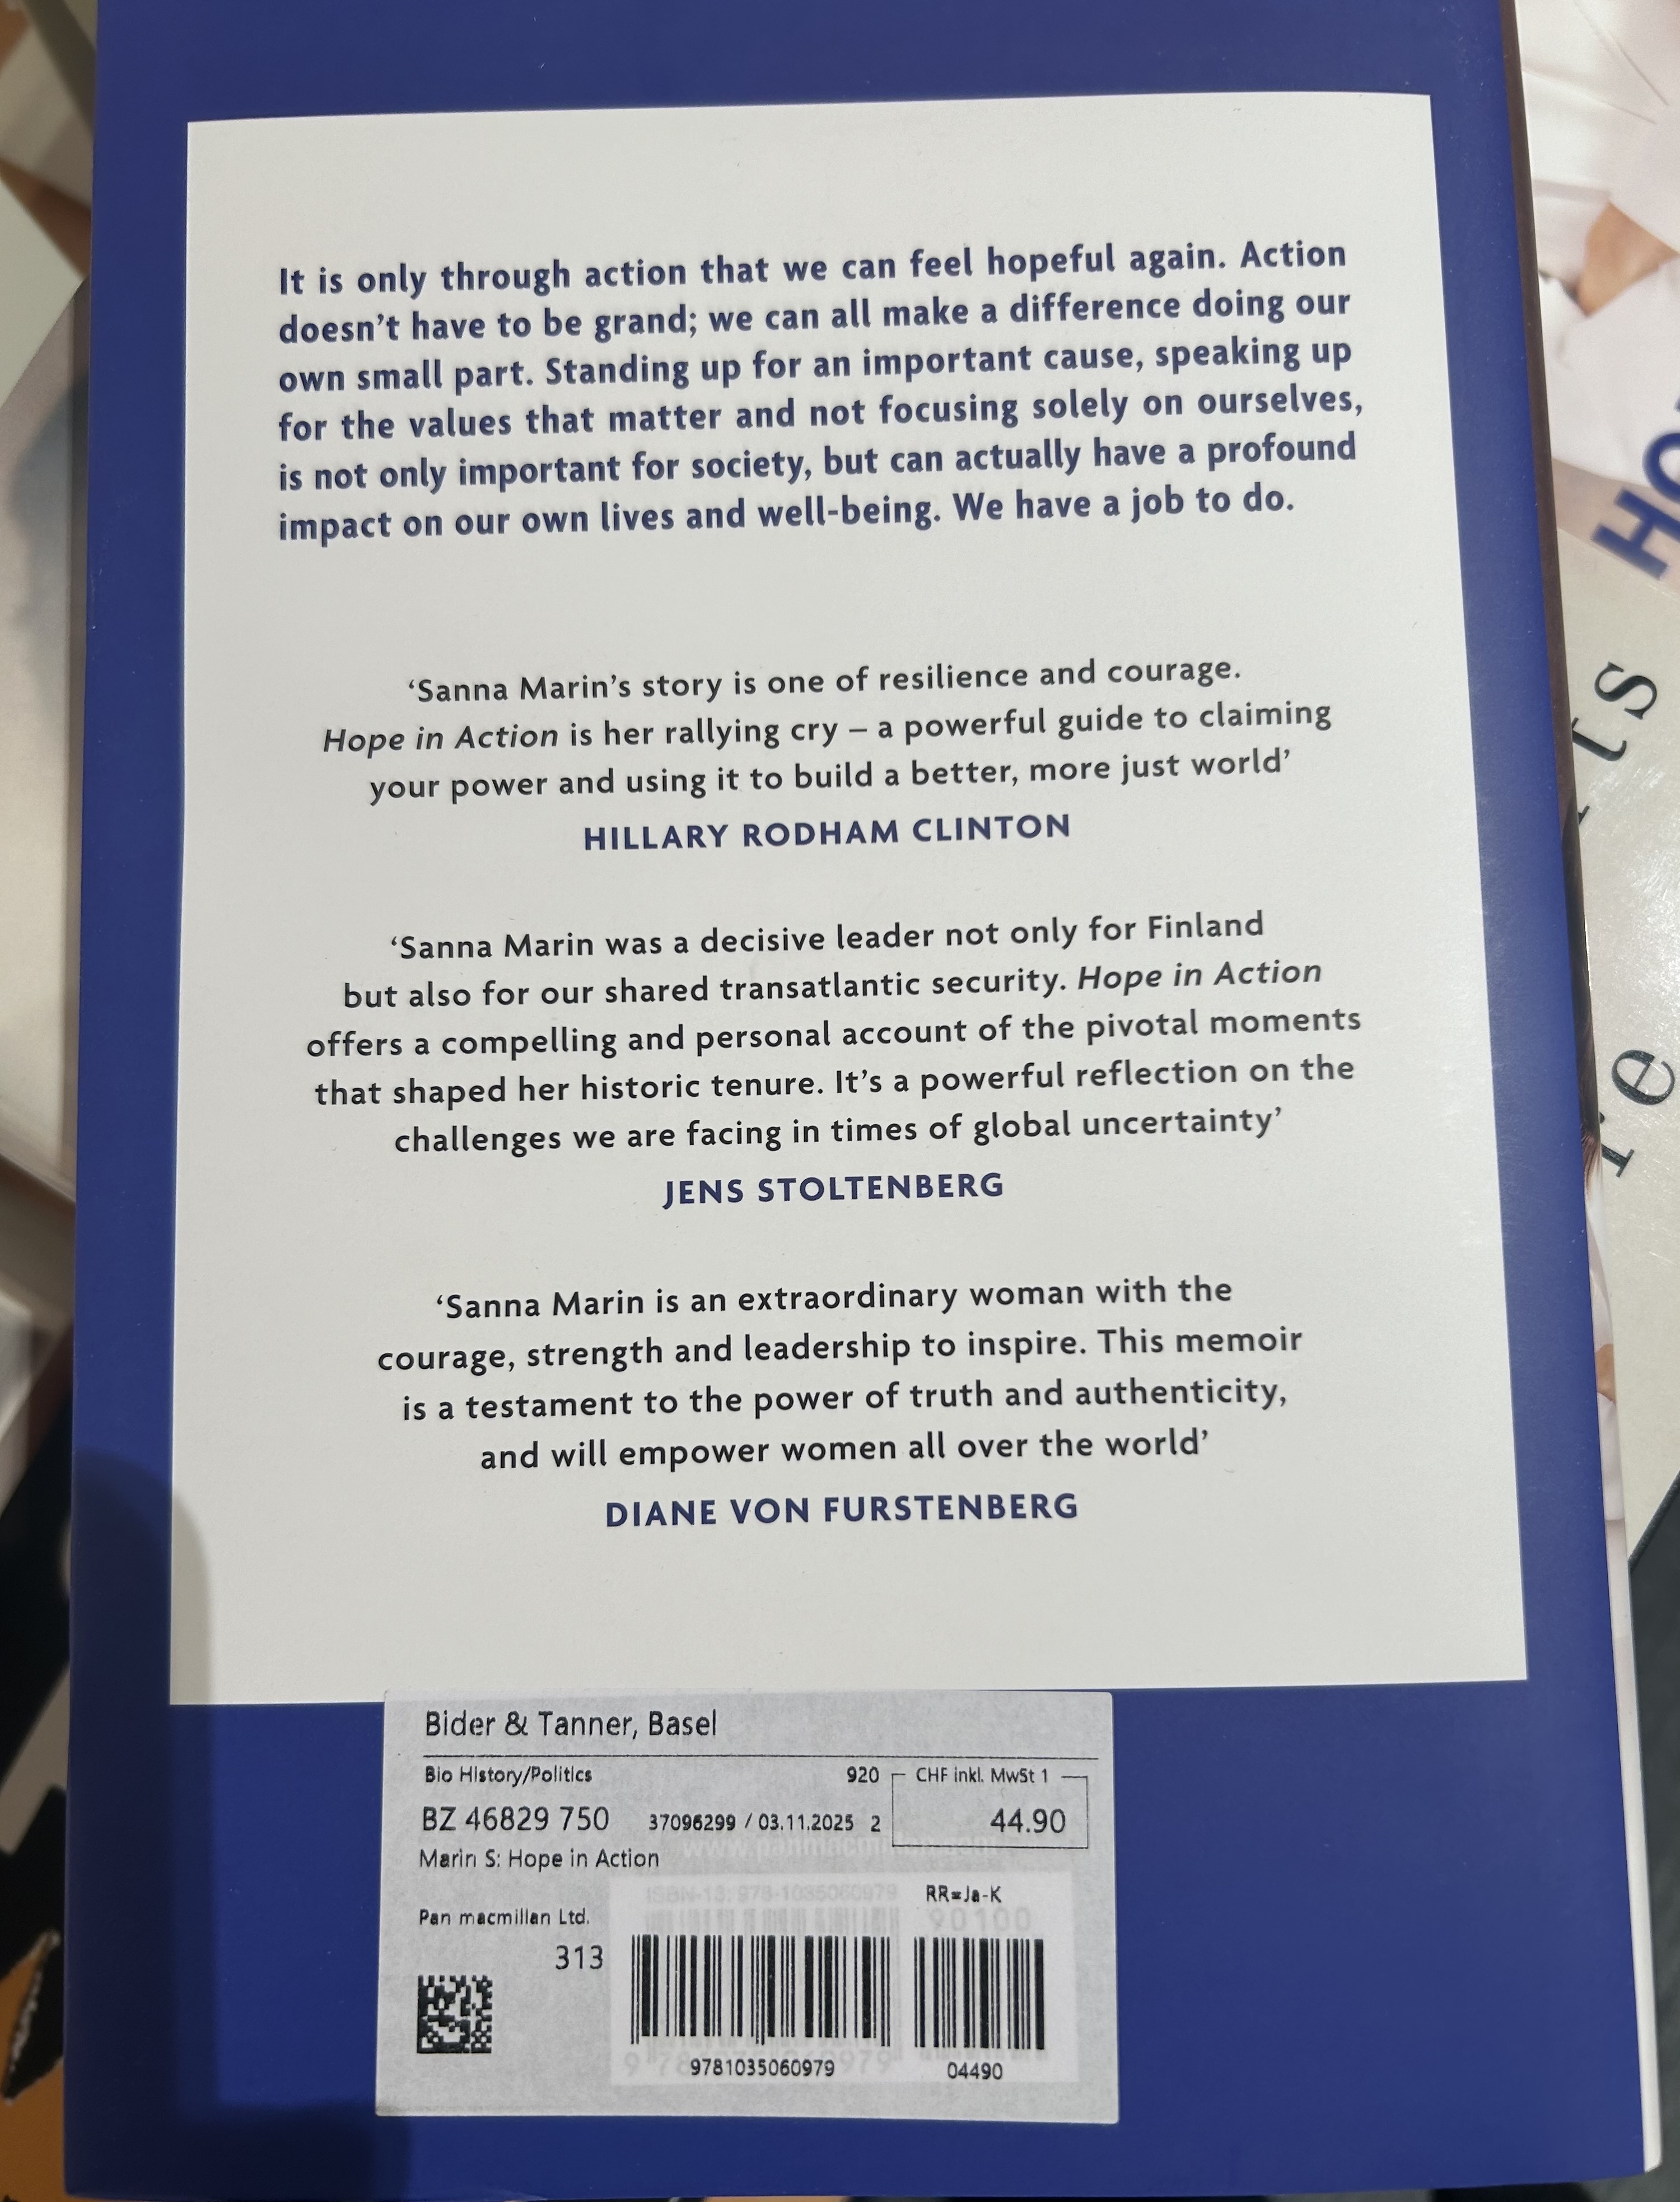 It is only through action that we can feel hopeful again. Action
doesn’t have to be grand; we can all make a difference doing our
own small part. Standing up for an important cause, speaking up
for the values that matter and not focusing solely on ourselves,
is not only important for society, but can actually have a profound
impact on our own lives and well-being. We have a job to do.
‘Sanna Marin’s story is one of resilience and courage.
Hope in Action is her rallying cry – a powerful guide to claiming
your power and using it to build a better, more just world’
HILLARY RODHAM CLINTON
‘Sanna Marin was a decisive leader not only for Finland
but also for our shared transatlantic security. Hope in Action
offers a compelling and personal account of the pivotal moments
that shaped her historic tenure. It’s a powerful reflection on the
challenges we are facing in times of global uncertainty’
JENS STOLTENBERG
‘Sanna Marin is an extraordinary woman with the
courage, strength and leadership to inspire. This memoir
is a testament to the power of truth and authenticity,
and will empower women all over the world’
DIANE VON FURSTENBERG
Bider & Tanner, Basel
Bio History/Politics 920 CHF inkl. MwSt 1
BZ 46829 750 37096299 / 03.11.2025 2 44.90
Marin S: Hope in Action
ISBN-13: 978-1035060979 RR=Ja-K
Pan macmillan Ltd. 90100
313
9781035060979 04490